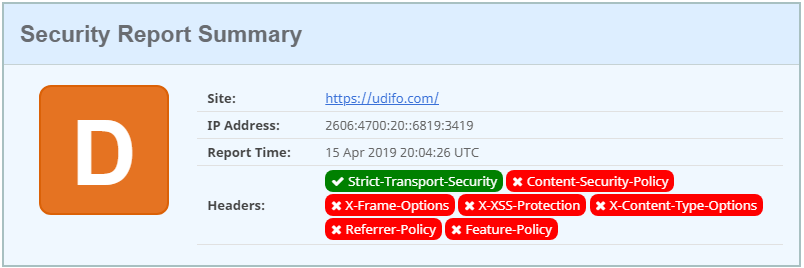 Security Report Summary
D
Site: https://udifo.com/
IP Address: 2606:4700:20::6819:3419
Report Time: 15 Apr 2019 20:04:26 UTC
Headers: Strict-Transport-Security Content-Security-Policy
X-Frame-Options X-XSS-Protection X-Content-Type-Options
Referrer-Policy Feature-Policy